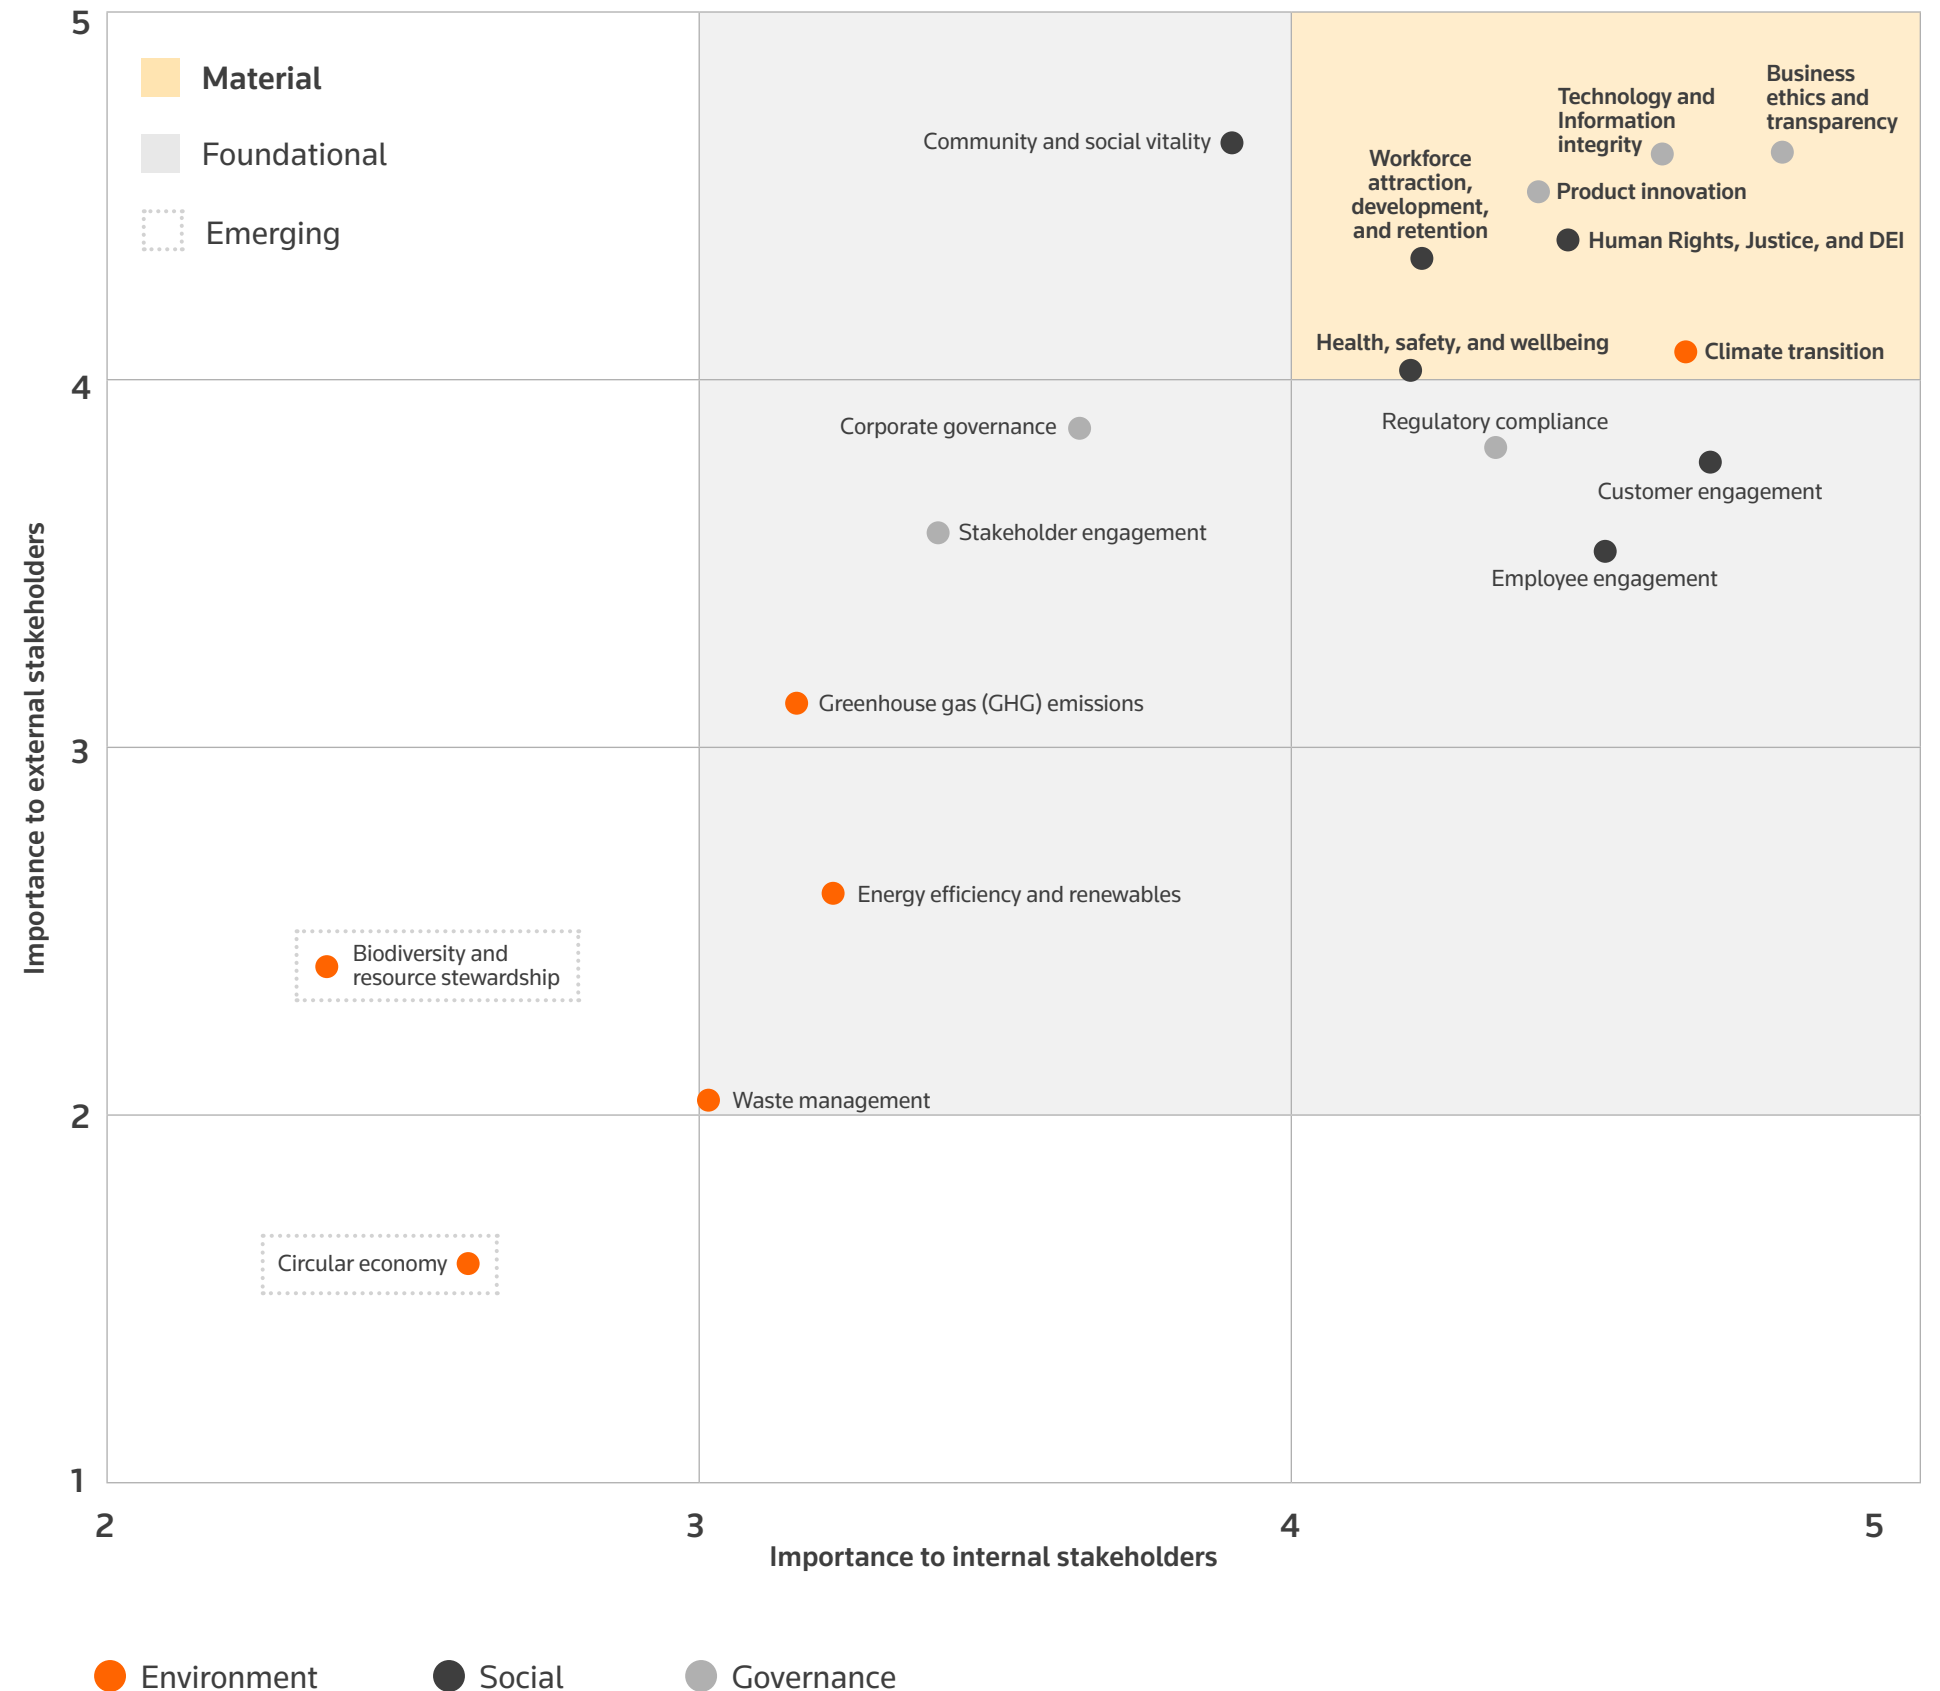 5
Material
Foundational
Emerging
Community and social vitality
Workforce
attraction,
development,
and retention
Technology and
Information
integrity
Business
ethics and
transparency
Product innovation
Human Rights, Justice, and DEI
Health, safety, and wellbeing
Climate transition
4
Corporate governance
Regulatory compliance
Customer engagement
Stakeholder engagement
Employee engagement
Greenhouse gas (GHG) emissions
3
Importance to external stakeholders
Energy efficiency and renewables
Biodiversity and
resource stewardship
Waste management
2
Circular economy
1
2
3
4
5
Importance to internal stakeholders
Environment
Social
Governance